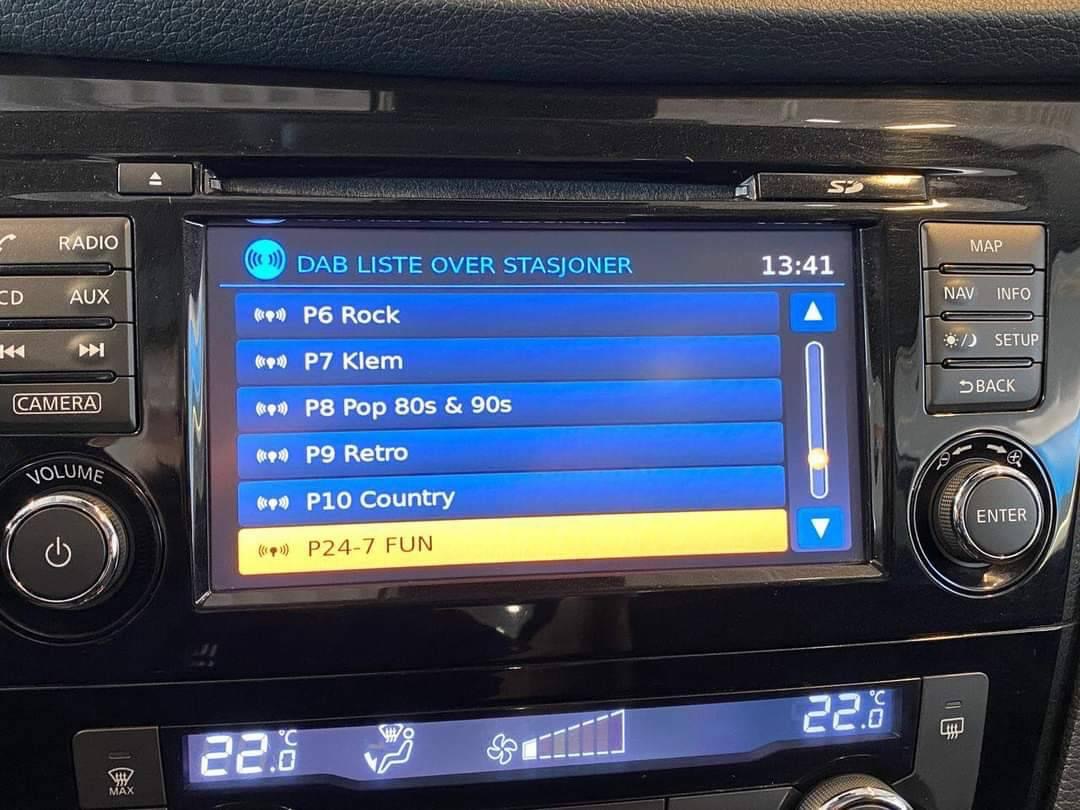 SD
RADIO
MAP
DAB LISTE OVER STASJONER 13:41
CD AUX
NAV INFO
P6 Rock
P7 Klem
SETUP
P8 Pop 80s & 90s
BACK
CAMERA
P9 Retro
VOLUME
P10 Country
ENTER
P24-7 FUN
22.0°C
22.0°C
MAX